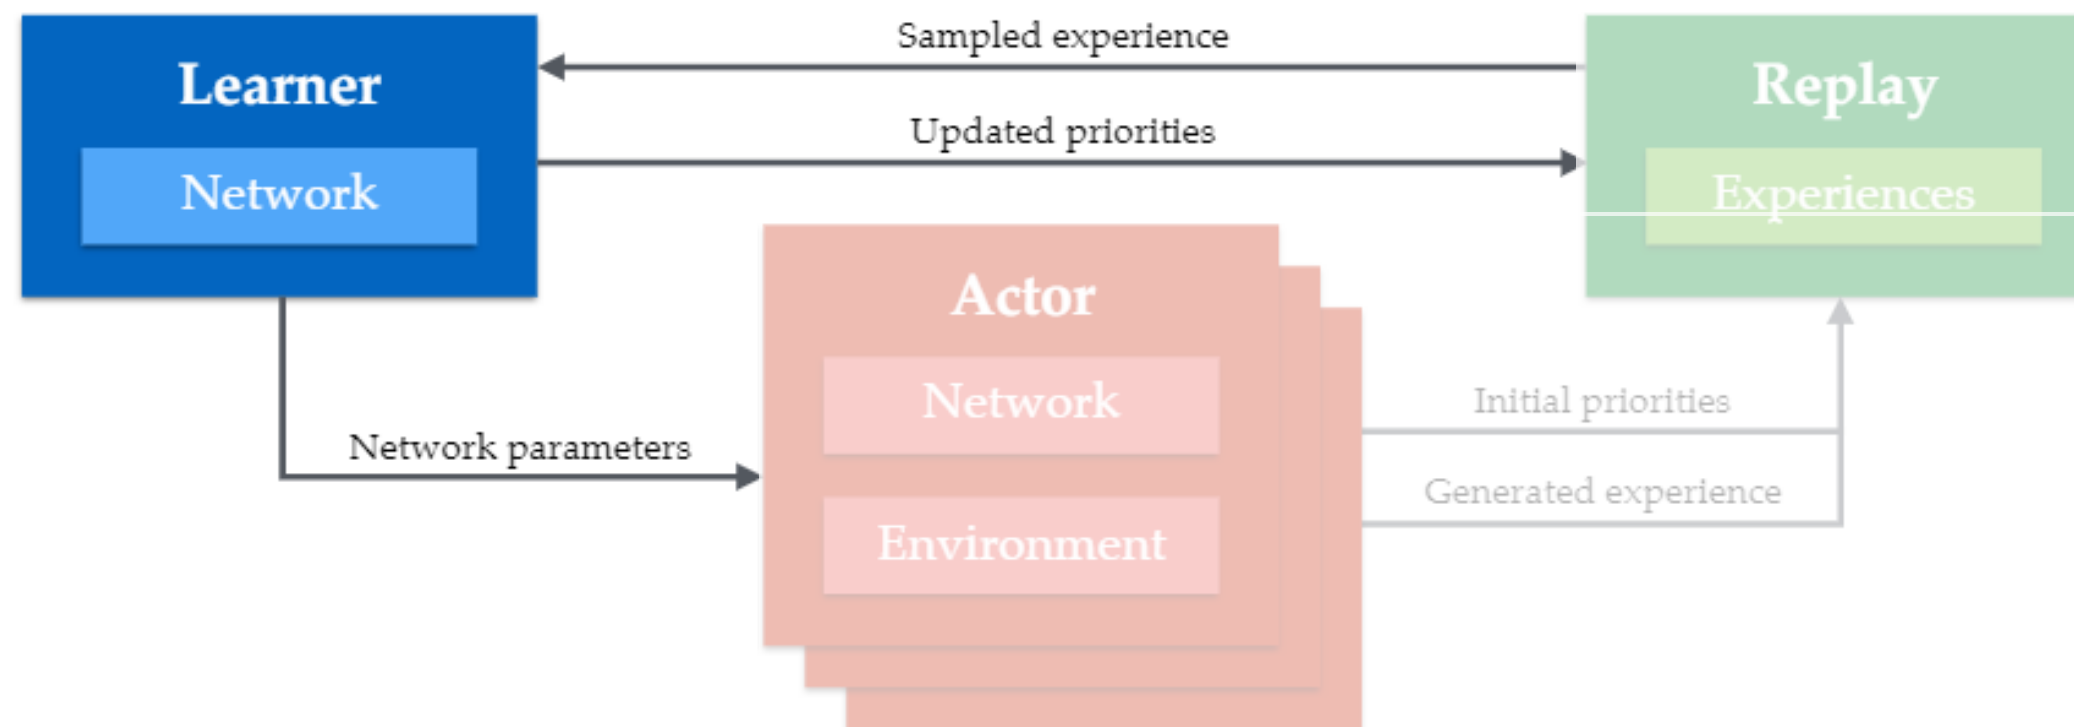 Sampled experience
Learner
Replay
Updated priorities
Network
Experiences
Actor
Network
Initial priorities
Network parameters
Generated experience
Environment